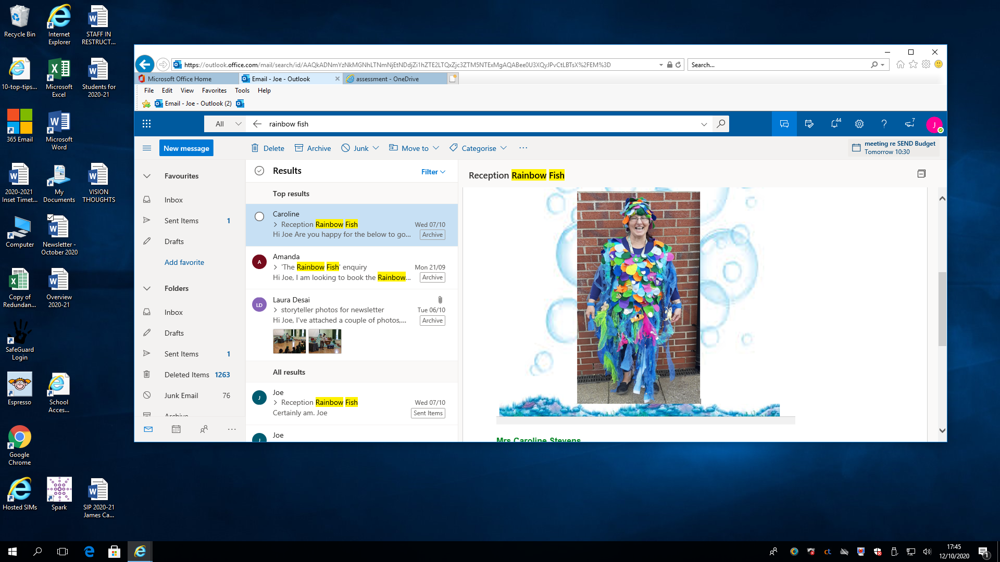 Recycle Bin
Internet
Explorer
STAFF IN
RESTRUCT...
10-top-tips...
Microsoft
Excel
Students for
2020-21
365 Email
Microsoft
Word
2020-2021
Inset Timet...
My
Documents
VISION
THOUGHTS
Computer
Newsletter -
October 2020
Copy of
Redundan...
Overview
2020-21
SafeGuard
Login
Espresso
School
Acces...
Google
Chrome
Hosted SIMs
Spark
SIP 2020-21
James Ca...
https://outlook.office.com/mail/search/id/AAQkADNmYzNkMGNhLTNmNjEtNDdjZi1hZTE2LTQxZjc3ZTM5NTExMgAQABee0U3XQyJPvCtLBTsX%2FEM%3D
Search...
Microsoft Office Home
Email - Joe - Outlook
assessment - OneDrive
File Edit View Favorites Tools Help
Email - Joe - Outlook (2)
All
rainbow fish
44
7
J
New message
Delete
Archive
Junk
Move to
Categorise
meeting re SEND Budget
Tomorrow 10:30
Favourites
Inbox
Sent Items 1
Drafts
Add favorite
Folders
Inbox
Drafts
Sent Items 1
Deleted Items 1263
Junk Email 76
Archive
Results
Filter
Top results
Caroline
Reception Rainbow Fish Wed 07/10
Hi Joe Are you happy for the below to go... Archive
A
Amanda
'The Rainbow Fish' enquiry Mon 21/09
Hi Joe, I am looking to book the Rainbow... Archive
LD
Laura Desai
storyteller photos for newsletter Tue 06/10
Hi Joe, I've attached a couple of photos,... Archive
All results
J
Joe
Reception Rainbow Fish Wed 07/10
Certainly am. Joe Sent Items
J
Joe
Reception Rainbow Fish
Mrs Caroline Stevens
ct
17:45
12/10/2020
1